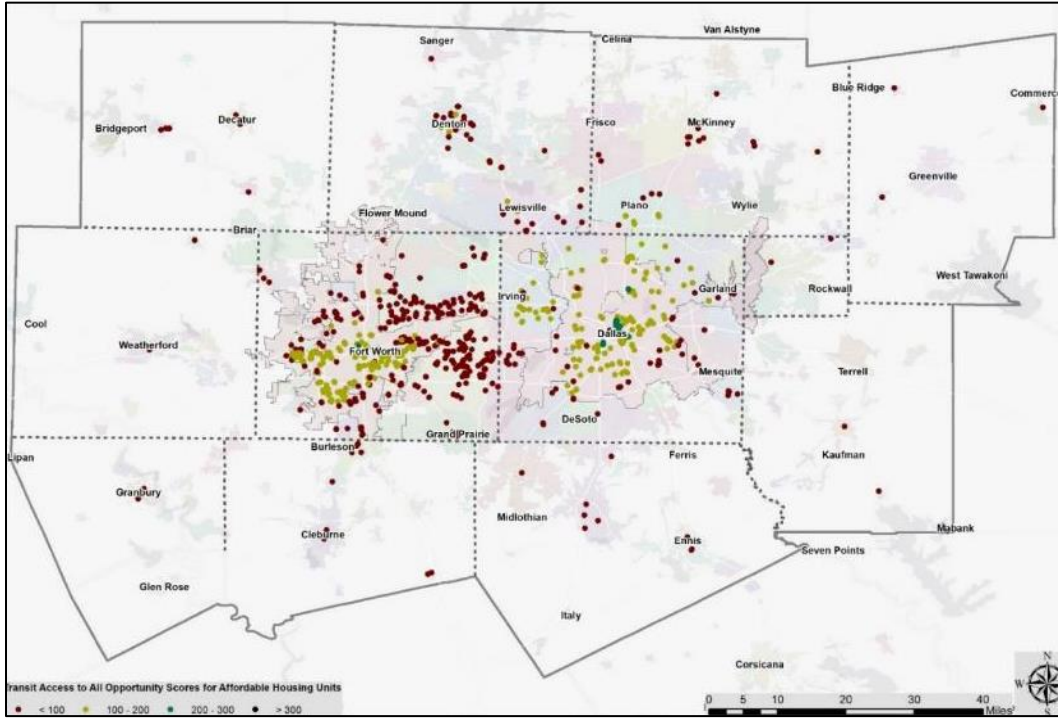 Van Alstyne
Sanger
Celina
Blue Ridge
Commerce
Bridgeport
Decatur
Denton
Frisco
McKinney
Greenville
Flower Mound
Lewisville
Plano
Wylie
Briar
West Tawakoni
Irving
Garland
Rockwall
Cool
Weatherford
Fort Worth
Dallas
Mesquite
Terrell
DeSoto
Grand Prairie
Burleson
Ferris
Kaufman
Lipan
Granbury
Cleburne
Midlothian
Ennis
Mabank
Seven Points
Glen Rose
Italy
Corsicana
N
W
S
ransit Access to All Opportunity Scores for Affordable Housing Units
< 100 100 - 200 200 - 300 > 300
0 5 10 20 30 40
Miles